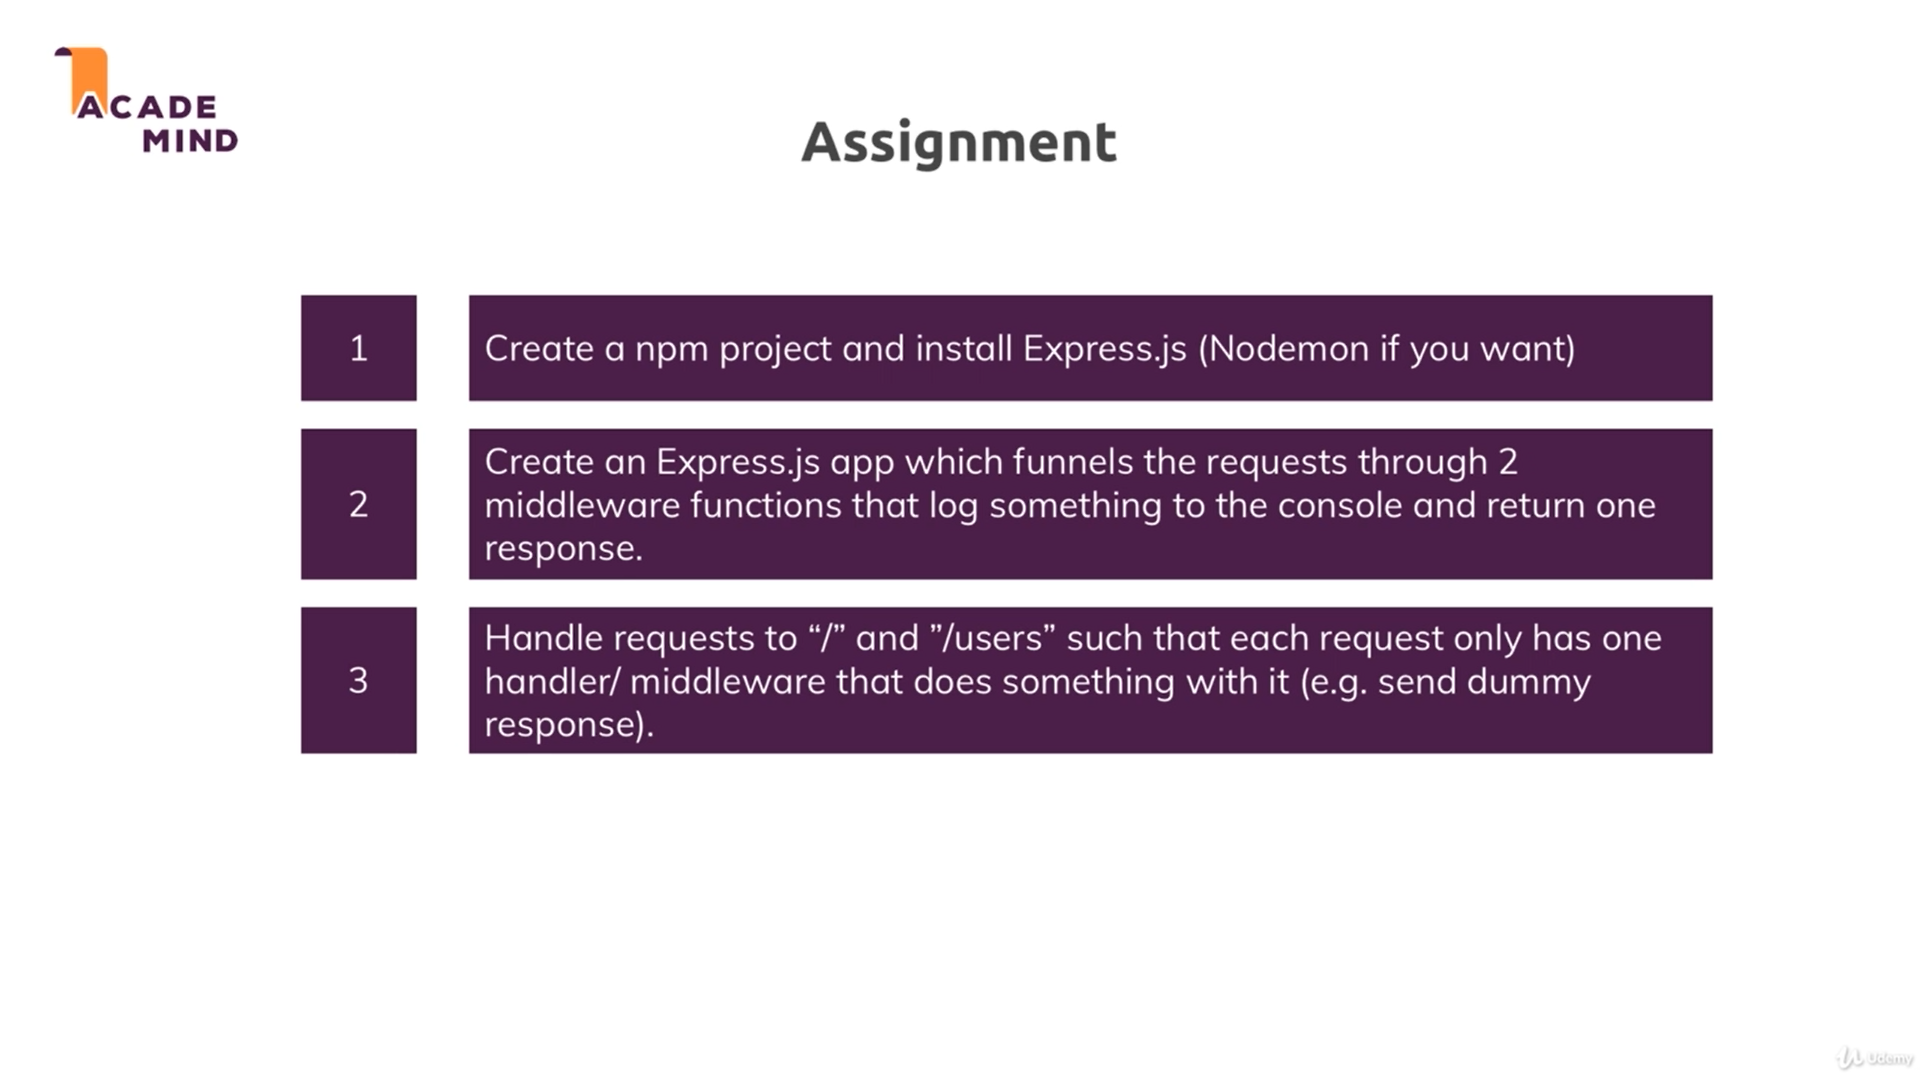 ACADE
MIND
Assignment
1
Create a npm project and install Express.js (Nodemon if you want)
2
Create an Express.js app which funnels the requests through 2
middleware functions that log something to the console and return one
response.
3
Handle requests to “/” and ”/users” such that each request only has one
handler/ middleware that does something with it (e.g. send dummy
response).
Udemy